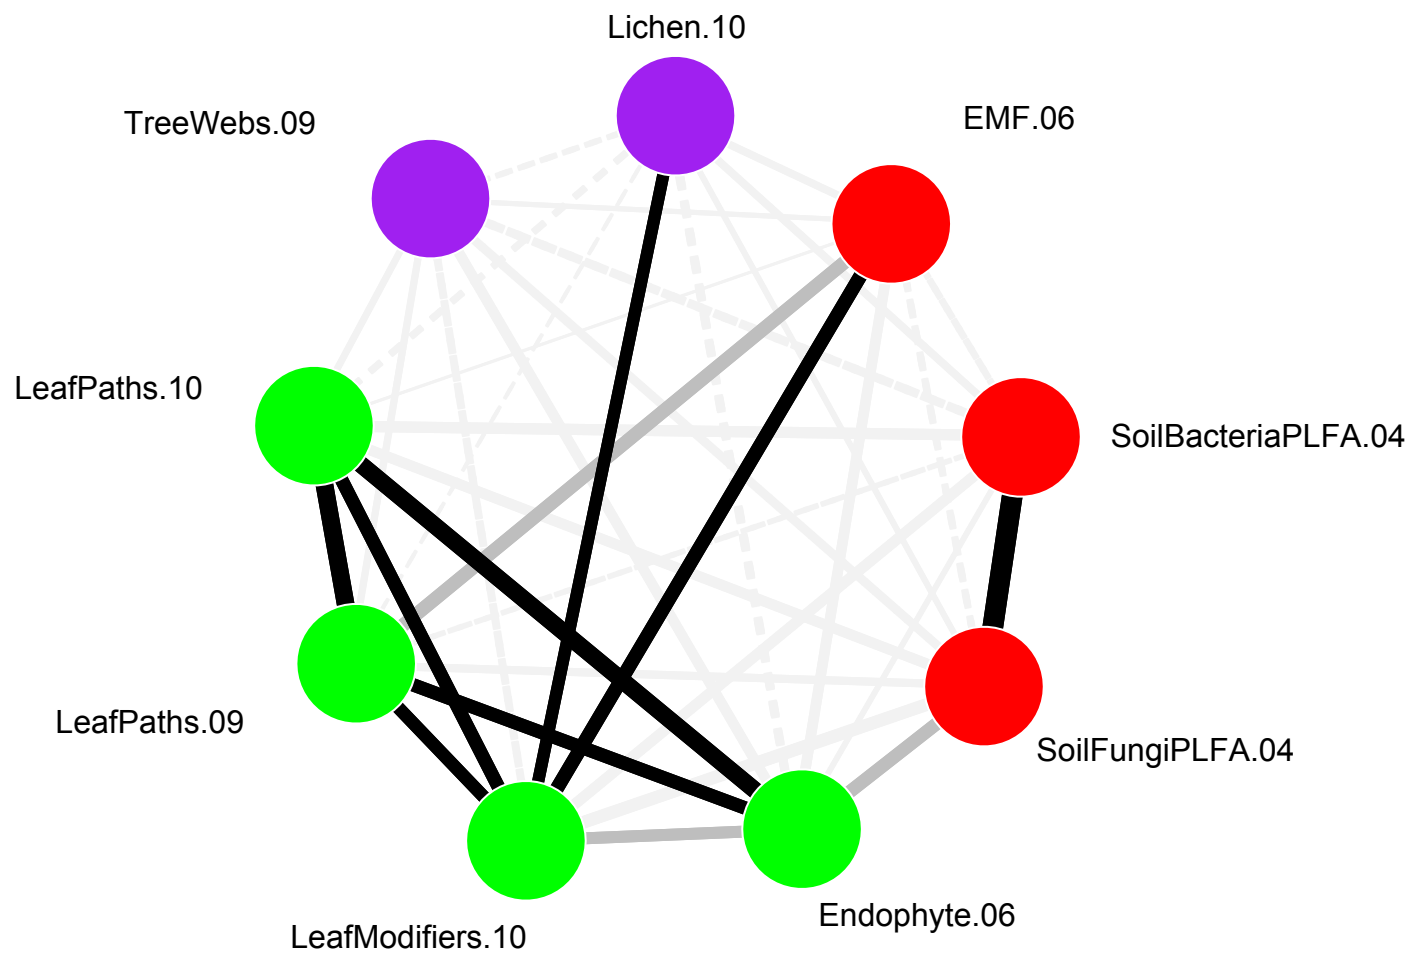 Lichen.10
EMF.06
TreeWebs.09
LeafPaths.10
SoilBacteriaPLFA.04
LeafPaths.09
SoilFungiPLFA.04
Endophyte.06
LeafModifiers.10